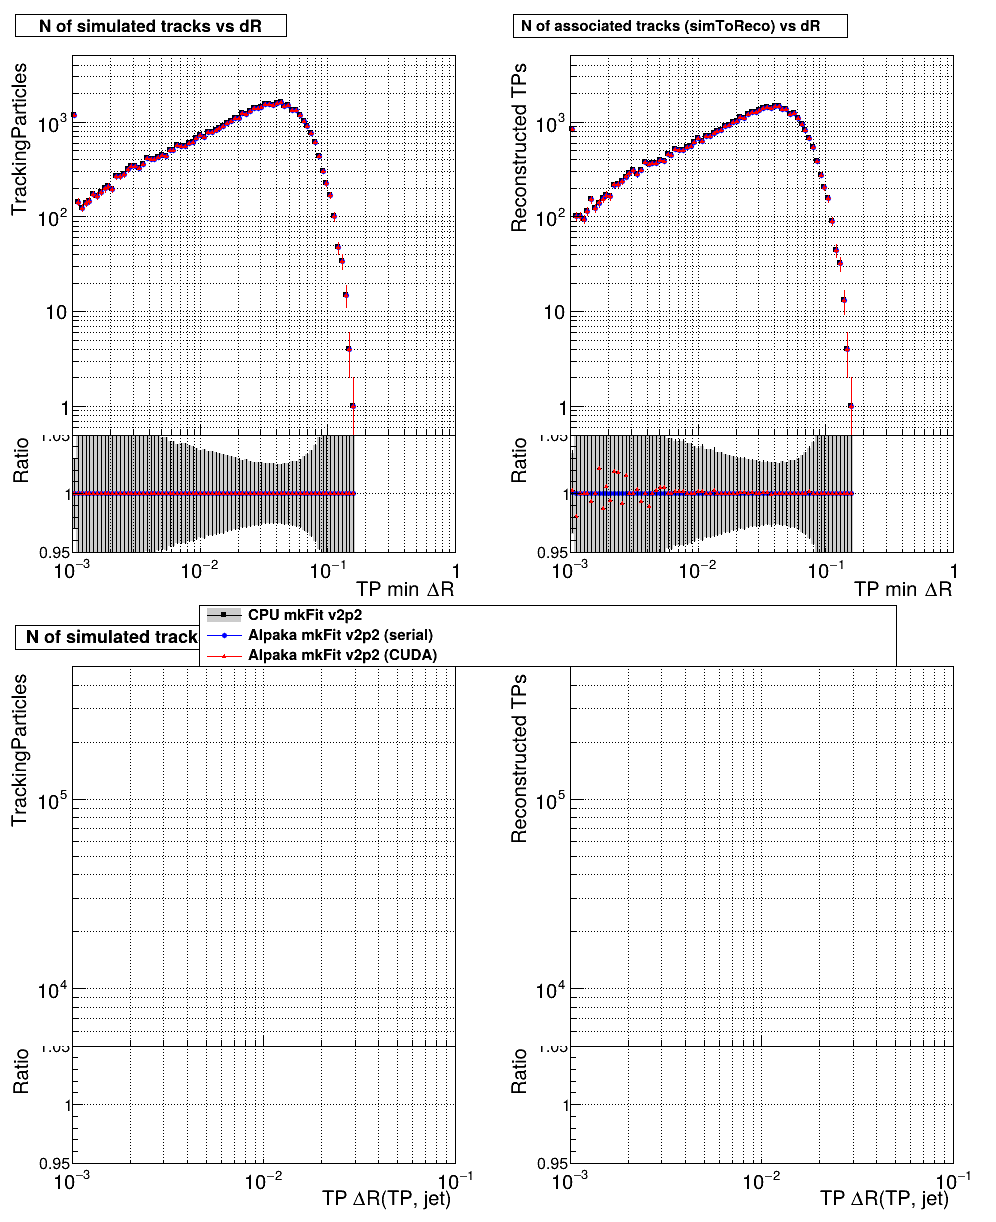 N of simulated tracks vs dR
N of associated tracks (simToReco) vs dR
TrackingParticles
10³
10²
10
1
Ratio
1
0.95
10⁻³ 10⁻² 10⁻¹ 1
TP min ΔR
Reconstructed TPs
10³
10²
10
1
Ratio
1
0.95
10⁻³ 10⁻² 10⁻¹ 1
TP min ΔR
CPU mkFit v2p2
Alpaka mkFit v2p2 (serial)
Alpaka mkFit v2p2 (CUDA)
N of simulated track
TrackingParticles
10⁵
10⁴
Ratio
1.05
1
0.95
10⁻³ 10⁻² 10⁻¹
TP ΔR(TP, jet)
Reconstructed TPs
10⁵
10⁴
Ratio
1.05
1
0.95
10⁻³ 10⁻² 10⁻¹
TP ΔR(TP, jet)